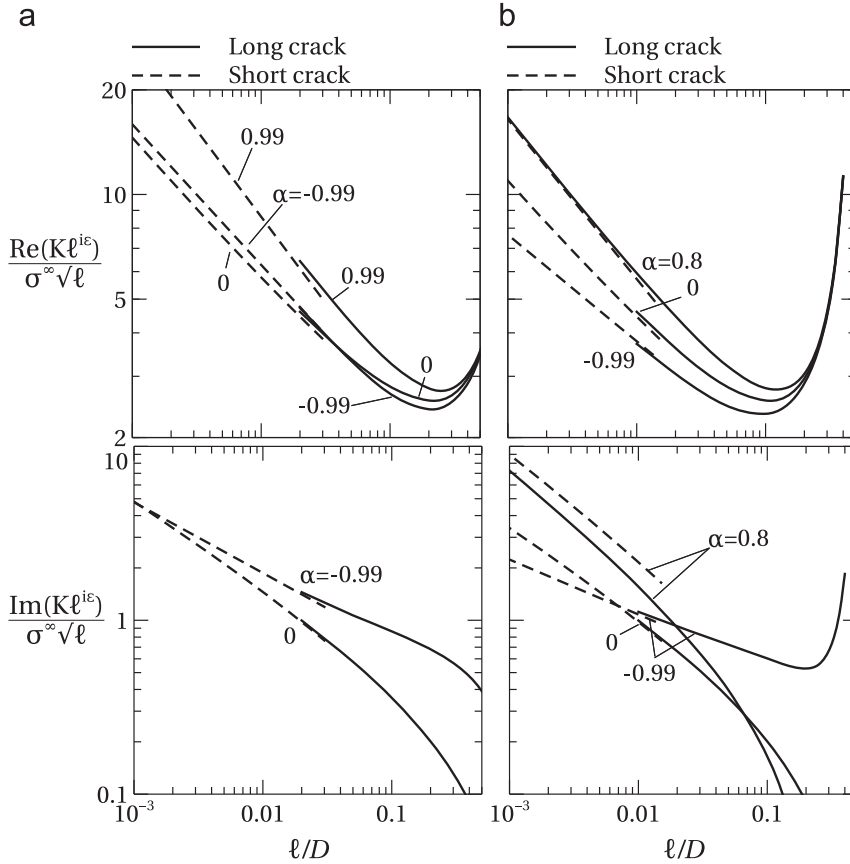 a
b
Long crack
Short crack
Long crack
Short crack
20
10
5
2
Re(Kℓ^{iε})
σ^∞√ℓ
0.99
α=-0.99
0
0.99
0
-0.99
α=0.8
0
-0.99
10
1
0.1
Im(Kℓ^{iε})
σ^∞√ℓ
α=-0.99
0
α=0.8
0
-0.99
10⁻³ 0.01 0.1
10⁻³ 0.01 0.1
ℓ/D
ℓ/D